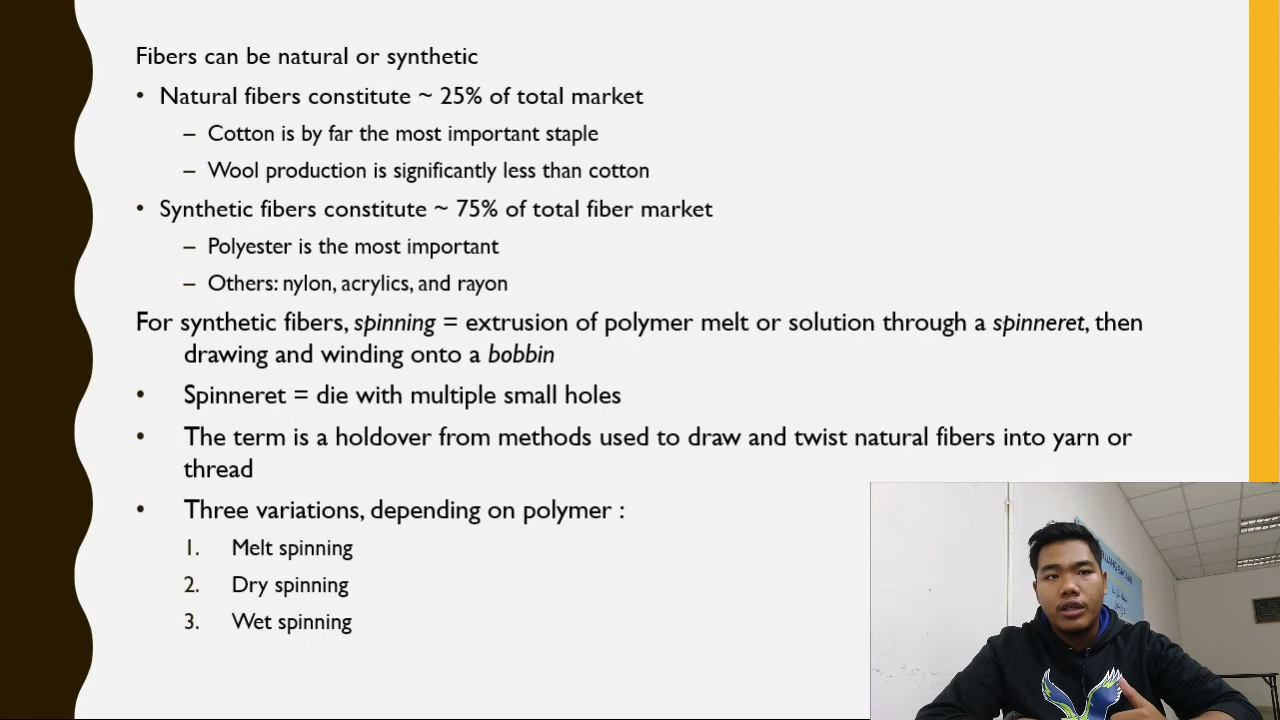 Fibers can be natural or synthetic
• Natural fibers constitute ~ 25% of total market
– Cotton is by far the most important staple
– Wool production is significantly less than cotton
• Synthetic fibers constitute ~ 75% of total fiber market
– Polyester is the most important
– Others: nylon, acrylics, and rayon
For synthetic fibers, spinning = extrusion of polymer melt or solution through a spinneret, then
drawing and winding onto a bobbin
• Spinneret = die with multiple small holes
• The term is a holdover from methods used to draw and twist natural fibers into yarn or
thread
• Three variations, depending on polymer :
1. Melt spinning
2. Dry spinning
3. Wet spinning